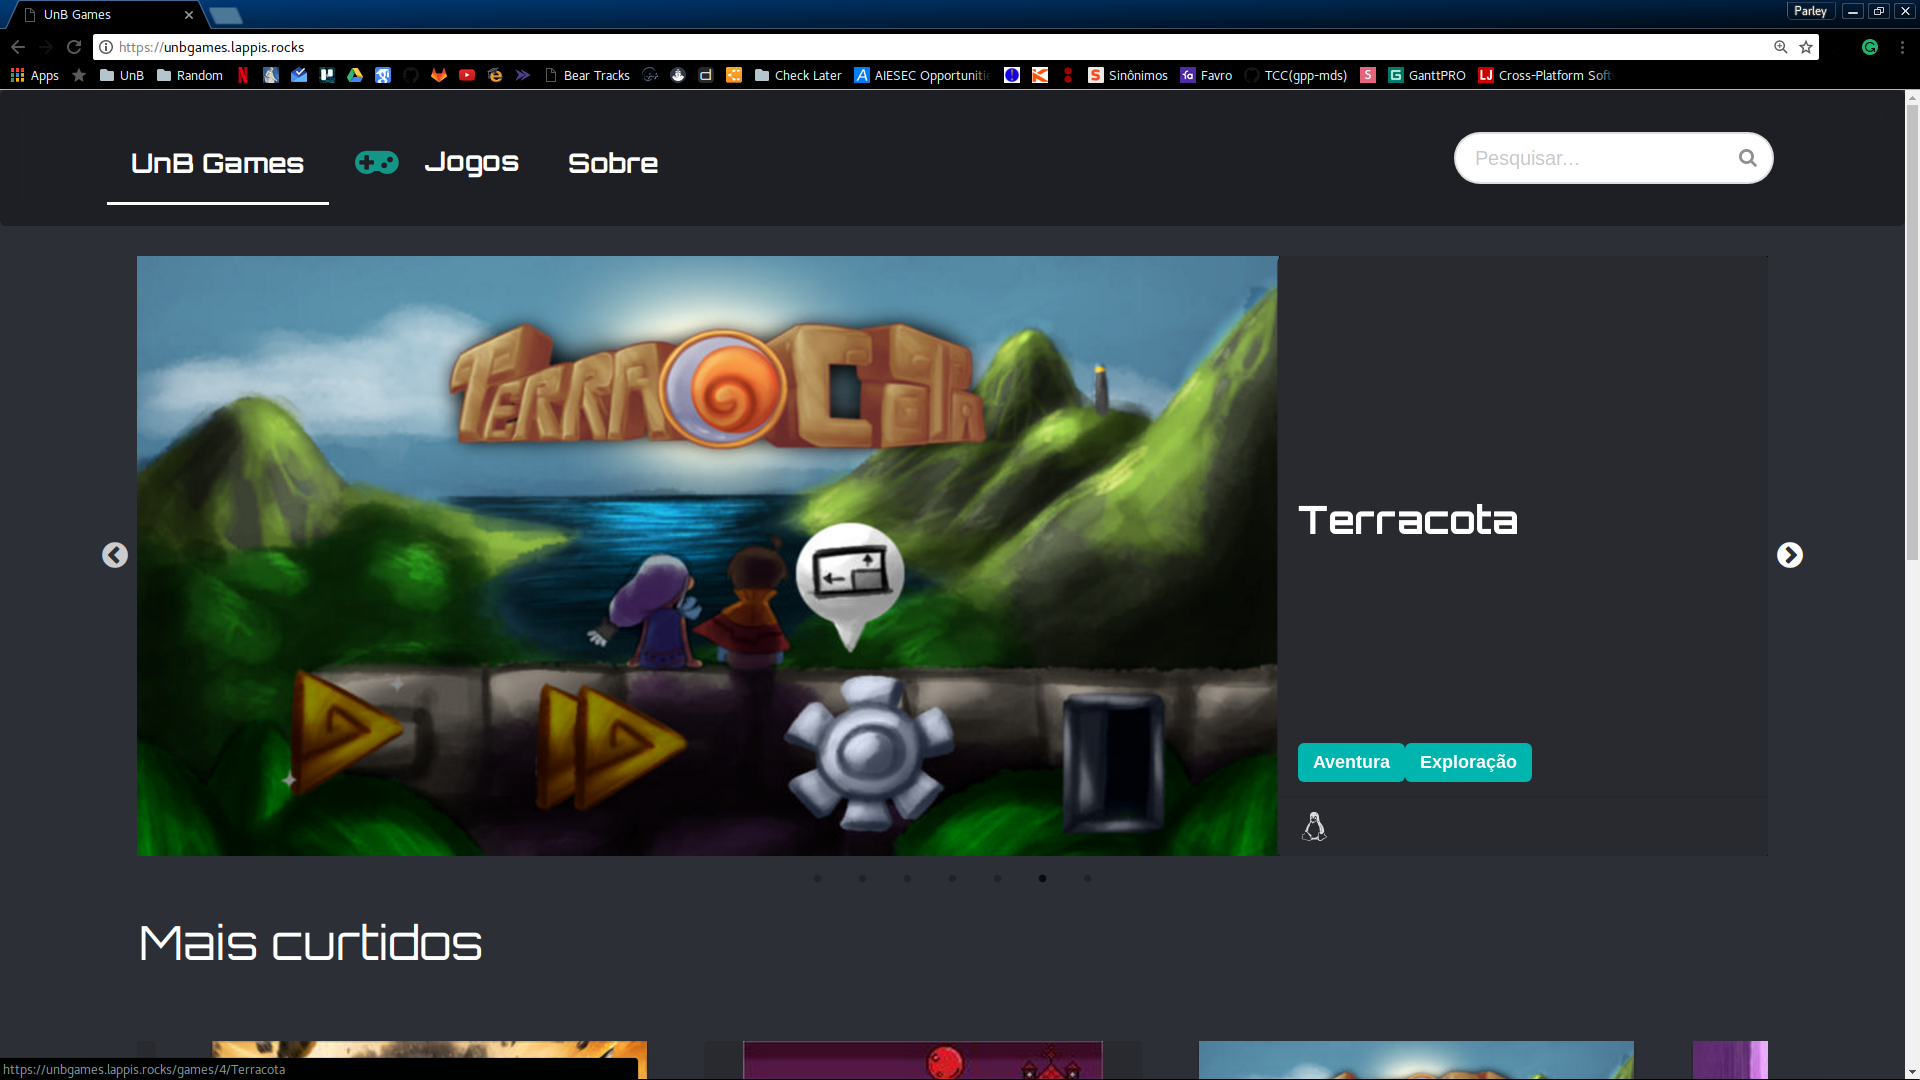 UnB Games
Parley
https://unbgames.lappis.rocks
Apps UnB Random Bear Tracks Check Later AIESEC Opportuniti Sinônimos Favro TCC(gpp-mds) GanttPRO Cross-Platform Soft
UnB Games Jogos Sobre Pesquisar...
TERRACOTA
Terracota
Aventura Exploração
Mais curtidos
https://unbgames.lappis.rocks/games/4/Terracota